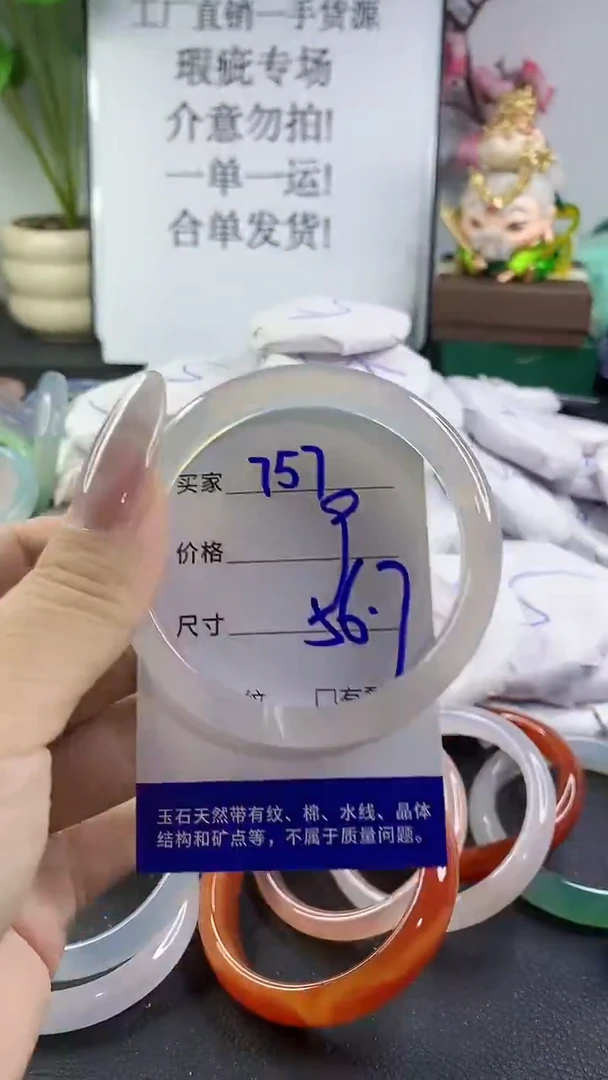 工厂直销一手货源
瑕疵专场
介意勿拍!
一单一运!
合单发货!
买家 757
价格
尺寸 56.7
玉石天然带有纹、棉、水线、晶体
结构和矿点等，不属于质量问题。